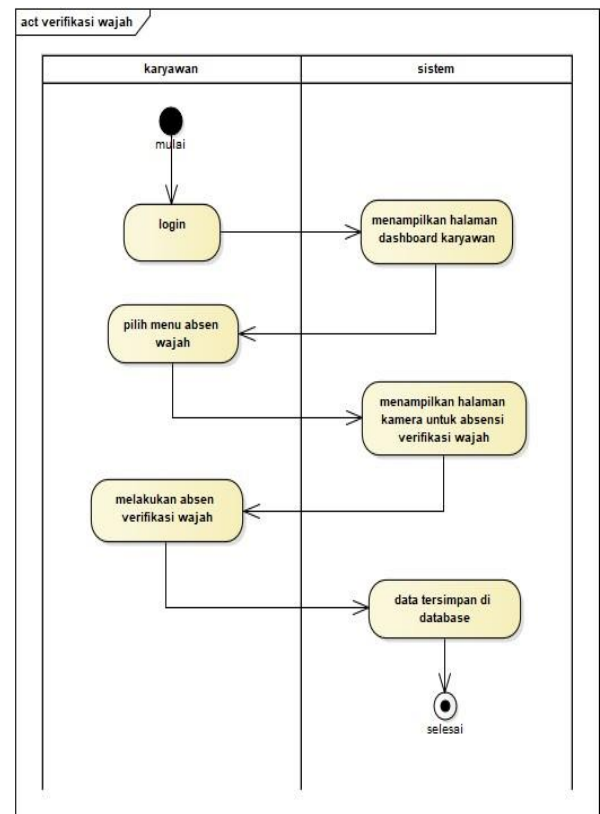 act verifikasi wajah
karyawan
sistem
mulai
login
menampilkan halaman
dashboard karyawan
pilih menu absen
wajah
menampilkan halaman
kamera untuk absensi
verifikasi wajah
melakukan absen
verifikasi wajah
data tersimpan di
database
selesai